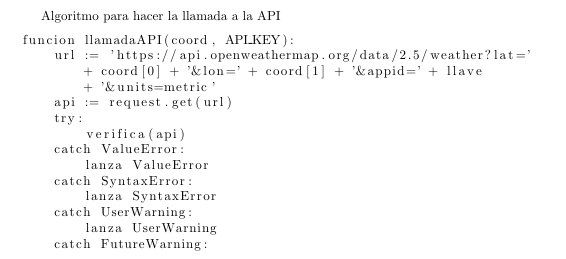 Algoritmo para hacer la llamada a la API
funcion llamadaAPI(coord, API_KEY):
url := 'https://api.openweathermap.org/data/2.5/weather?lat='
+ coord[0] + '&lon=' + coord[1] + '&appid=' + llave
+ '&units=metric'
api := request.get(url)
try:
verifica(api)
catch ValueError:
lanza ValueError
catch SyntaxError:
lanza SyntaxError
catch UserWarning:
lanza UserWarning
catch FutureWarning: